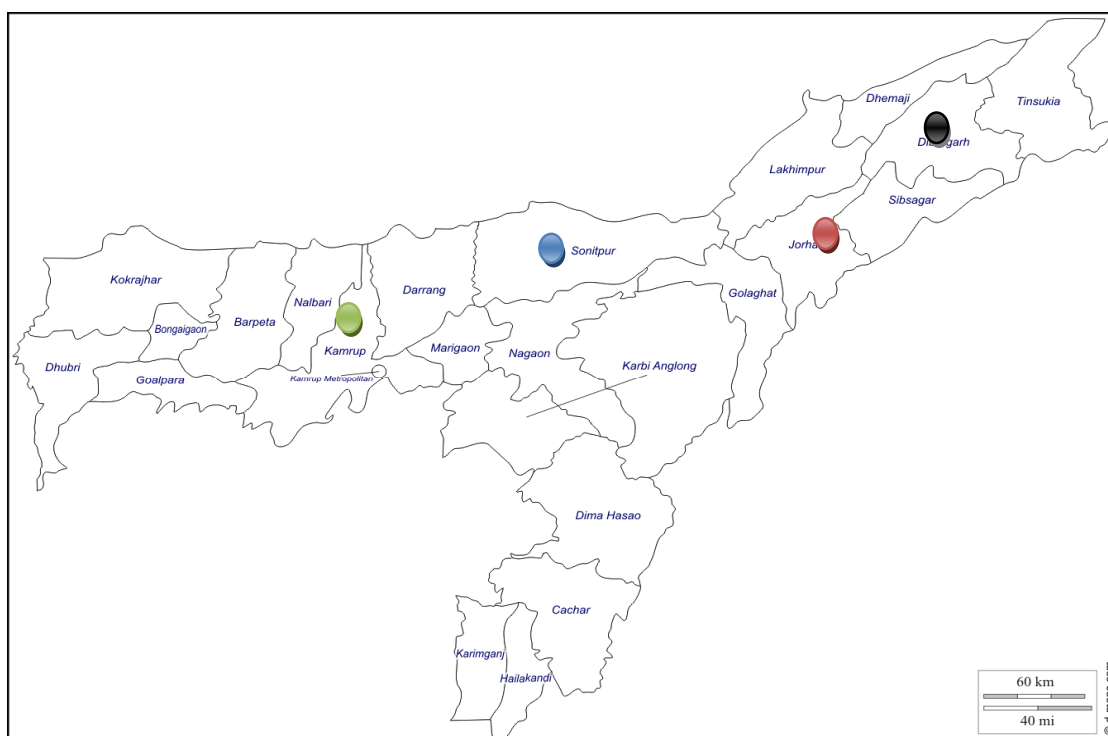 Dhemaji
Tinsukia
Lakhimpur
Sibsagar
Sonitpur
Kokrajhar
Darrang
Golaghat
Nalbari
Barpeta
Bongaigaon
Kamrup
Marigaon
Nagaon
Karbi Anglong
Dhubri
Goalpara
Kamrup Metropolitan
Dima Hasao
Cachar
Karimganj
Hailakandi
60 km
40 mi